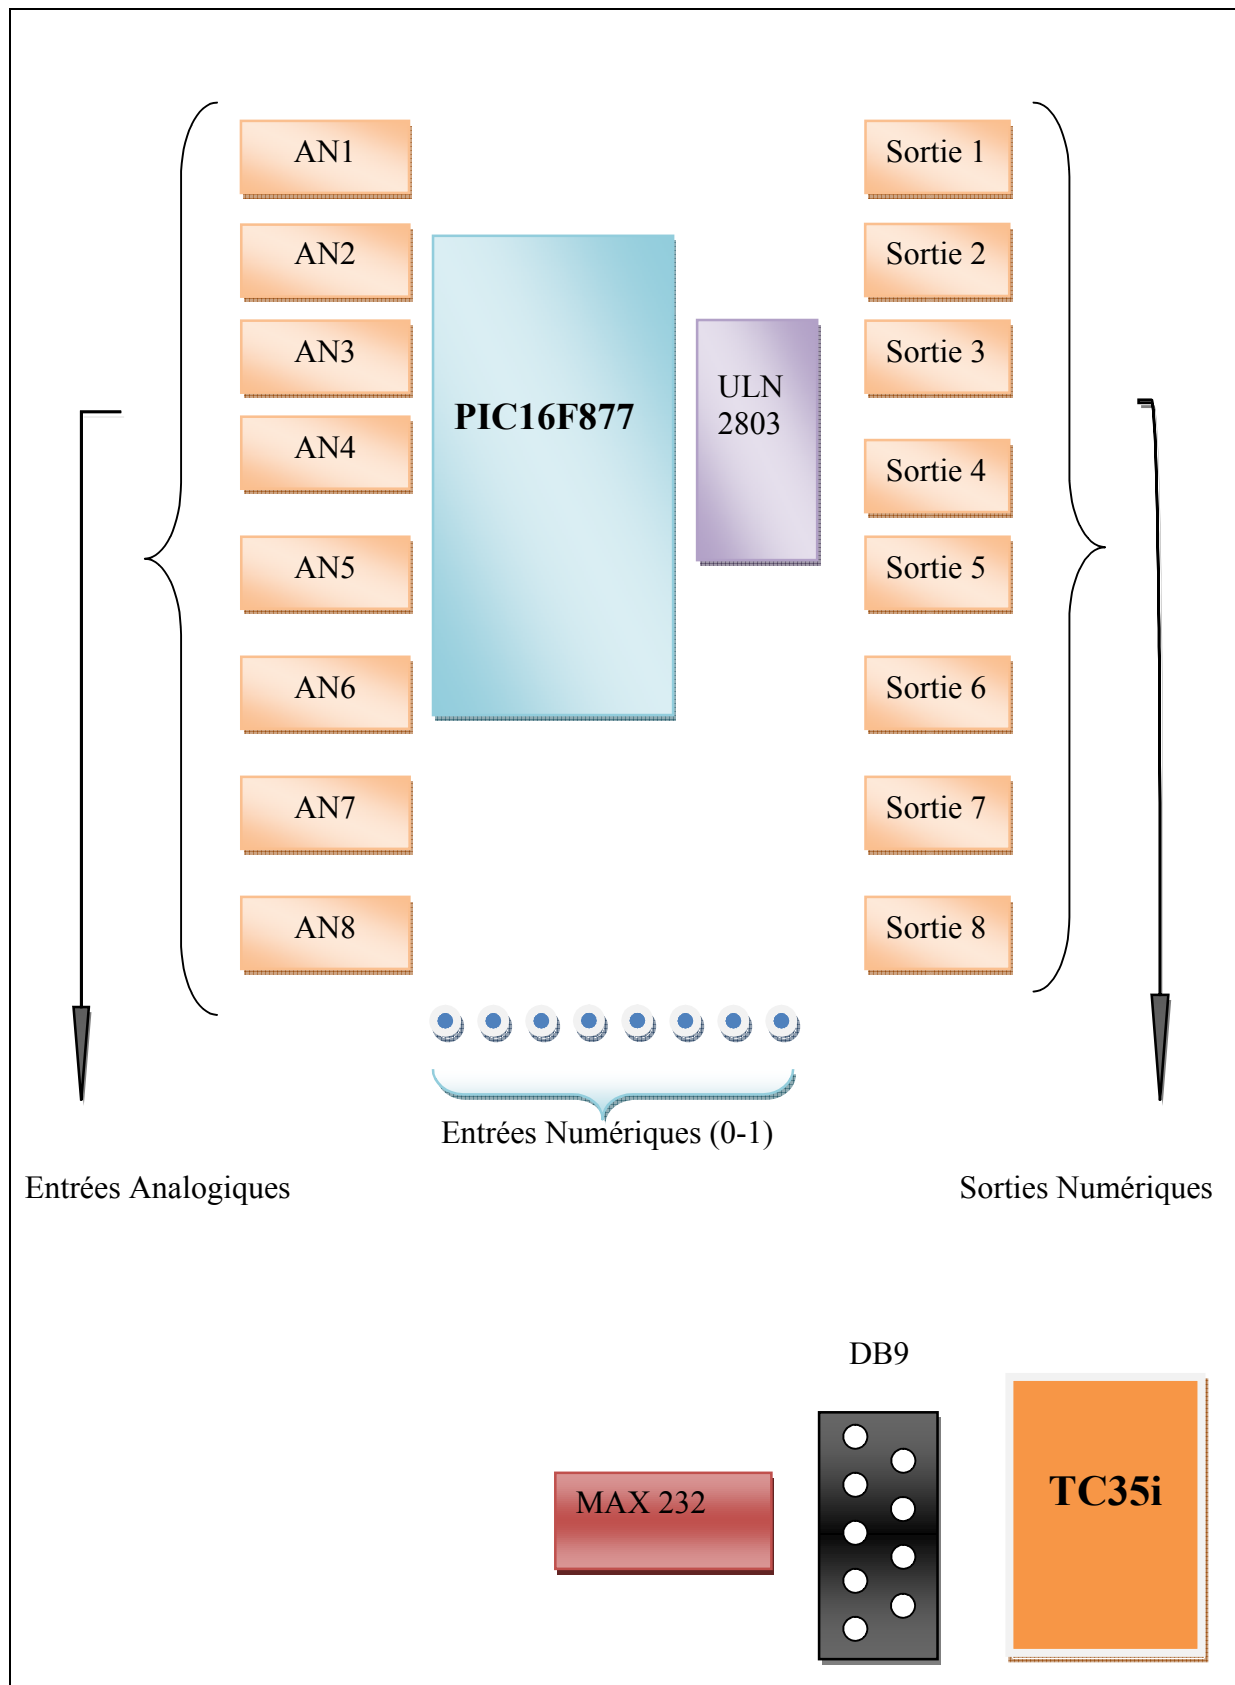 AN1
AN2
AN3
AN4
AN5
AN6
AN7
AN8
PIC16F877
ULN
2803
Sortie 1
Sortie 2
Sortie 3
Sortie 4
Sortie 5
Sortie 6
Sortie 7
Sortie 8
Entrées Numériques (0-1)
Entrées Analogiques
Sorties Numériques
DB9
MAX 232
TC35i